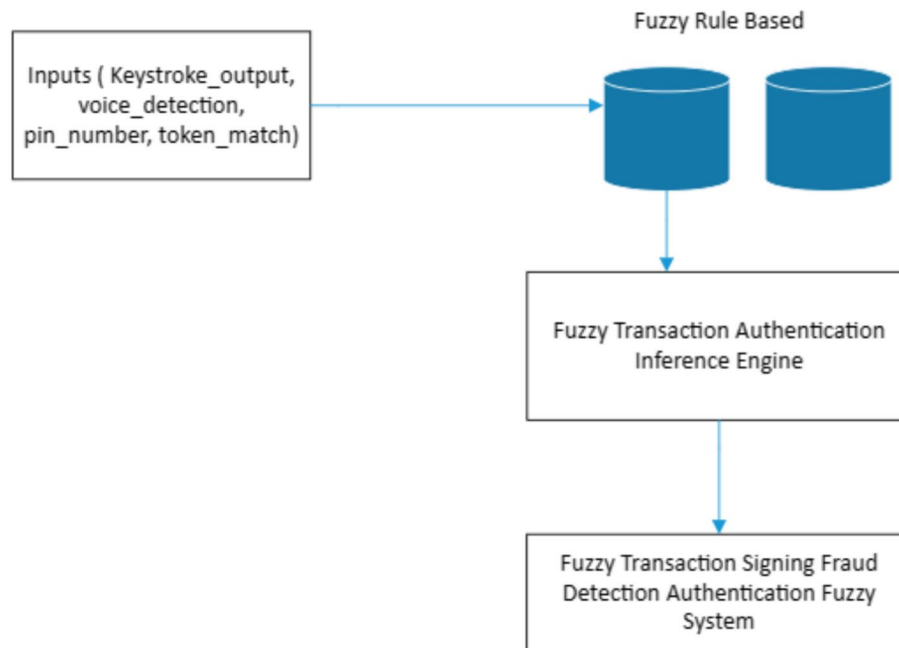 Fuzzy Rule Based
Inputs ( Keystroke_output,
voice_detection,
pin_number, token_match)
Fuzzy Transaction Authentication
Inference Engine
Fuzzy Transaction Signing Fraud
Detection Authentication Fuzzy
System